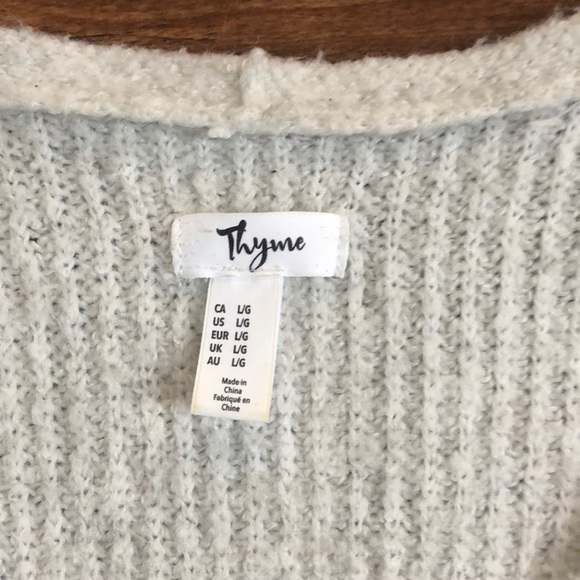 Thyme
CA L/G
US L/G
EUR L/G
UK L/G
AU L/G
Made in
China
Fabriqué en
Chine